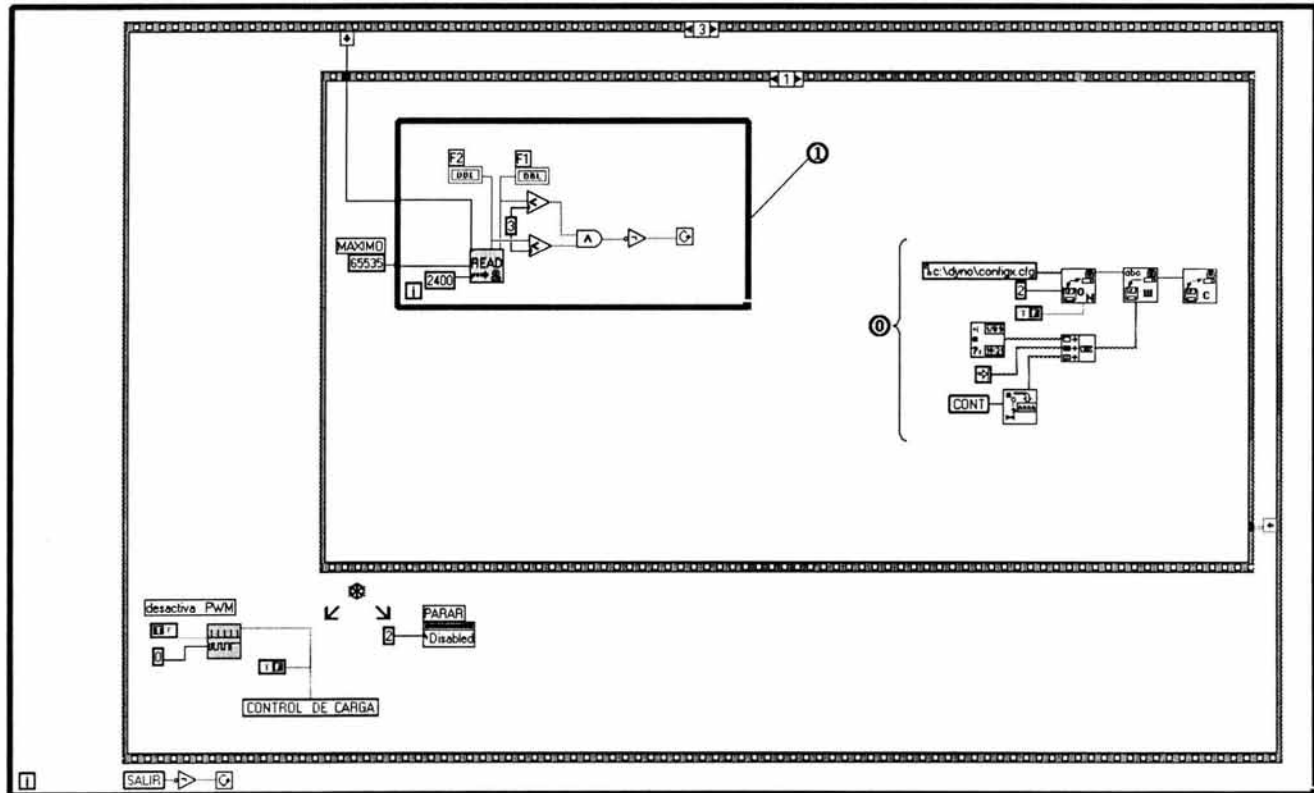 3
1
F2
F1
DBL
DBL
①
3
MAXIMO
65535
READ
2400
i
c:\dyno\configx.cfg
2
abc
W
C
⓪
CONT
desactiva PWM
0
CONTROL DE CARGA
2
PARAR
Disabled
i
SALIR